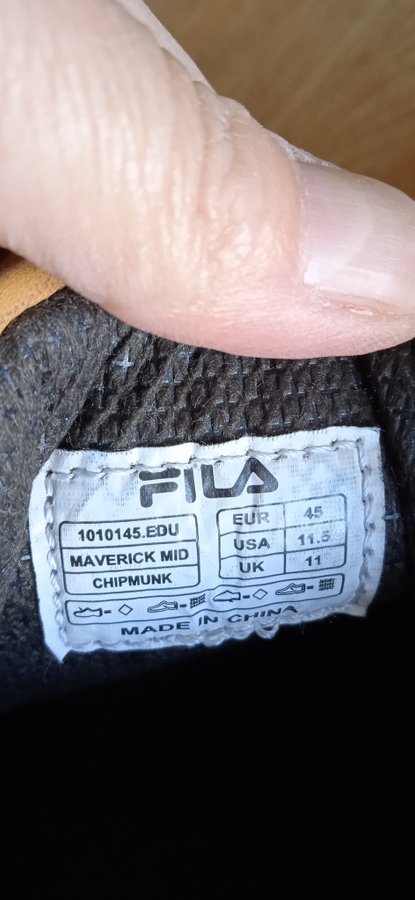 FILA
1010145.EDU
MAVERICK MID
CHIPMUNK
EUR 45
USA 11.5
UK 11
MADE IN CHINA